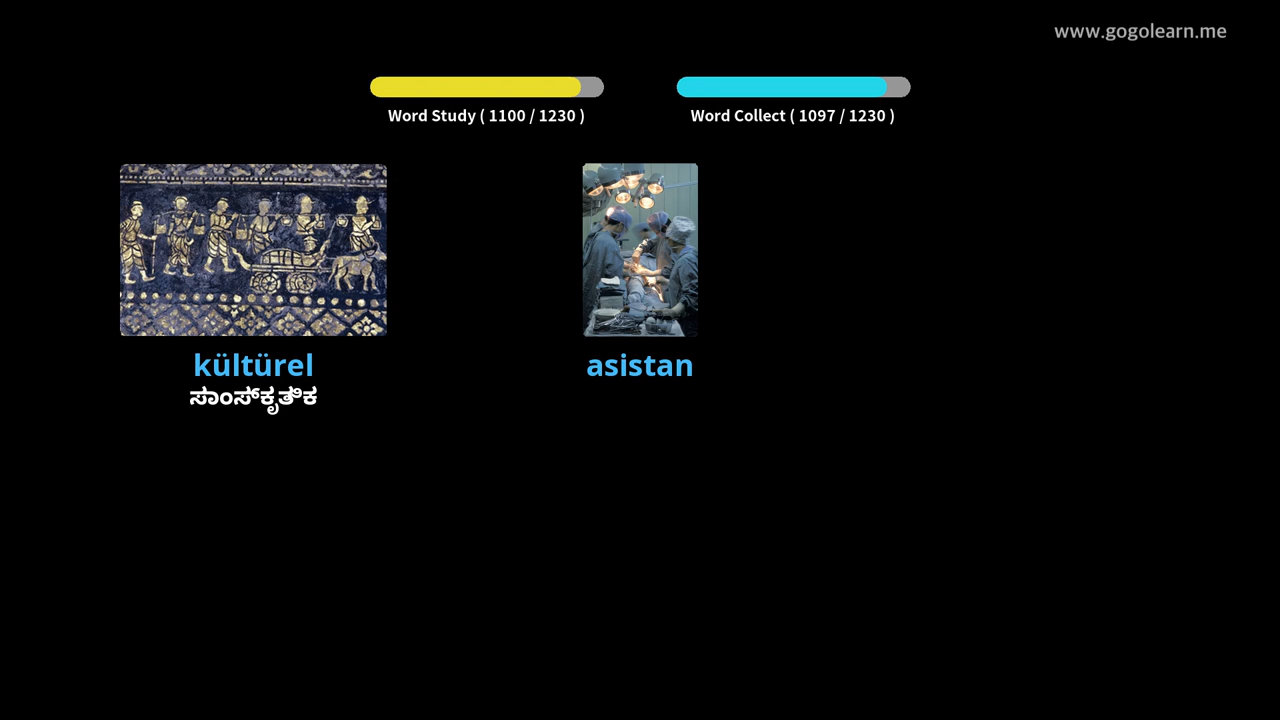 www.gogolearn.me
Word Study ( 1100 / 1230 )
Word Collect ( 1097 / 1230 )
kültürel
ಸಾಂಸ್ಕೃತಿಕ
asistan